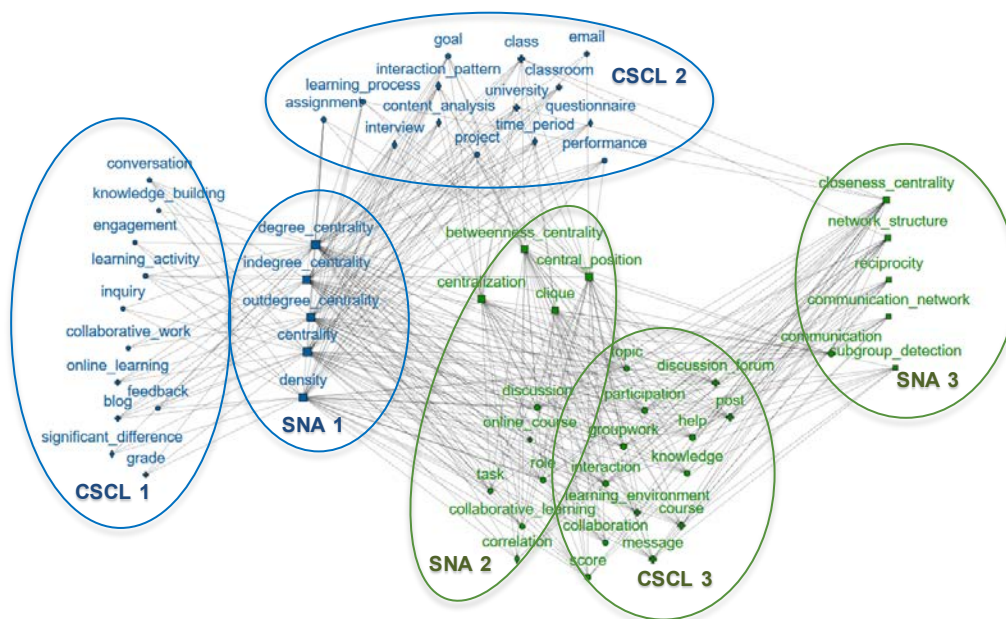 goal
class
email
interaction_pattern
classroom
CSCL 2
learning_process
university
assignment
content_analysis
questionnaire
interview
time_period
project
performance
conversation
knowledge_building
engagement
learning_activity
inquiry
collaborative_work
online_learning
feedback
blog
significant_difference
grade
CSCL 1
degree_centrality
indegree_centrality
outdegree_centrality
centrality
density
SNA 1
betweenness_centrality
central_position
centralization
clique
discussion
online_course
role
task
collaborative_learning
correlation
SNA 2
topic
discussion_forum
participation
post
help
groupwork
knowledge
interaction
learning_environment
course
collaboration
message
score
CSCL 3
closeness_centrality
network_structure
reciprocity
communication_network
communication
subgroup_detection
SNA 3